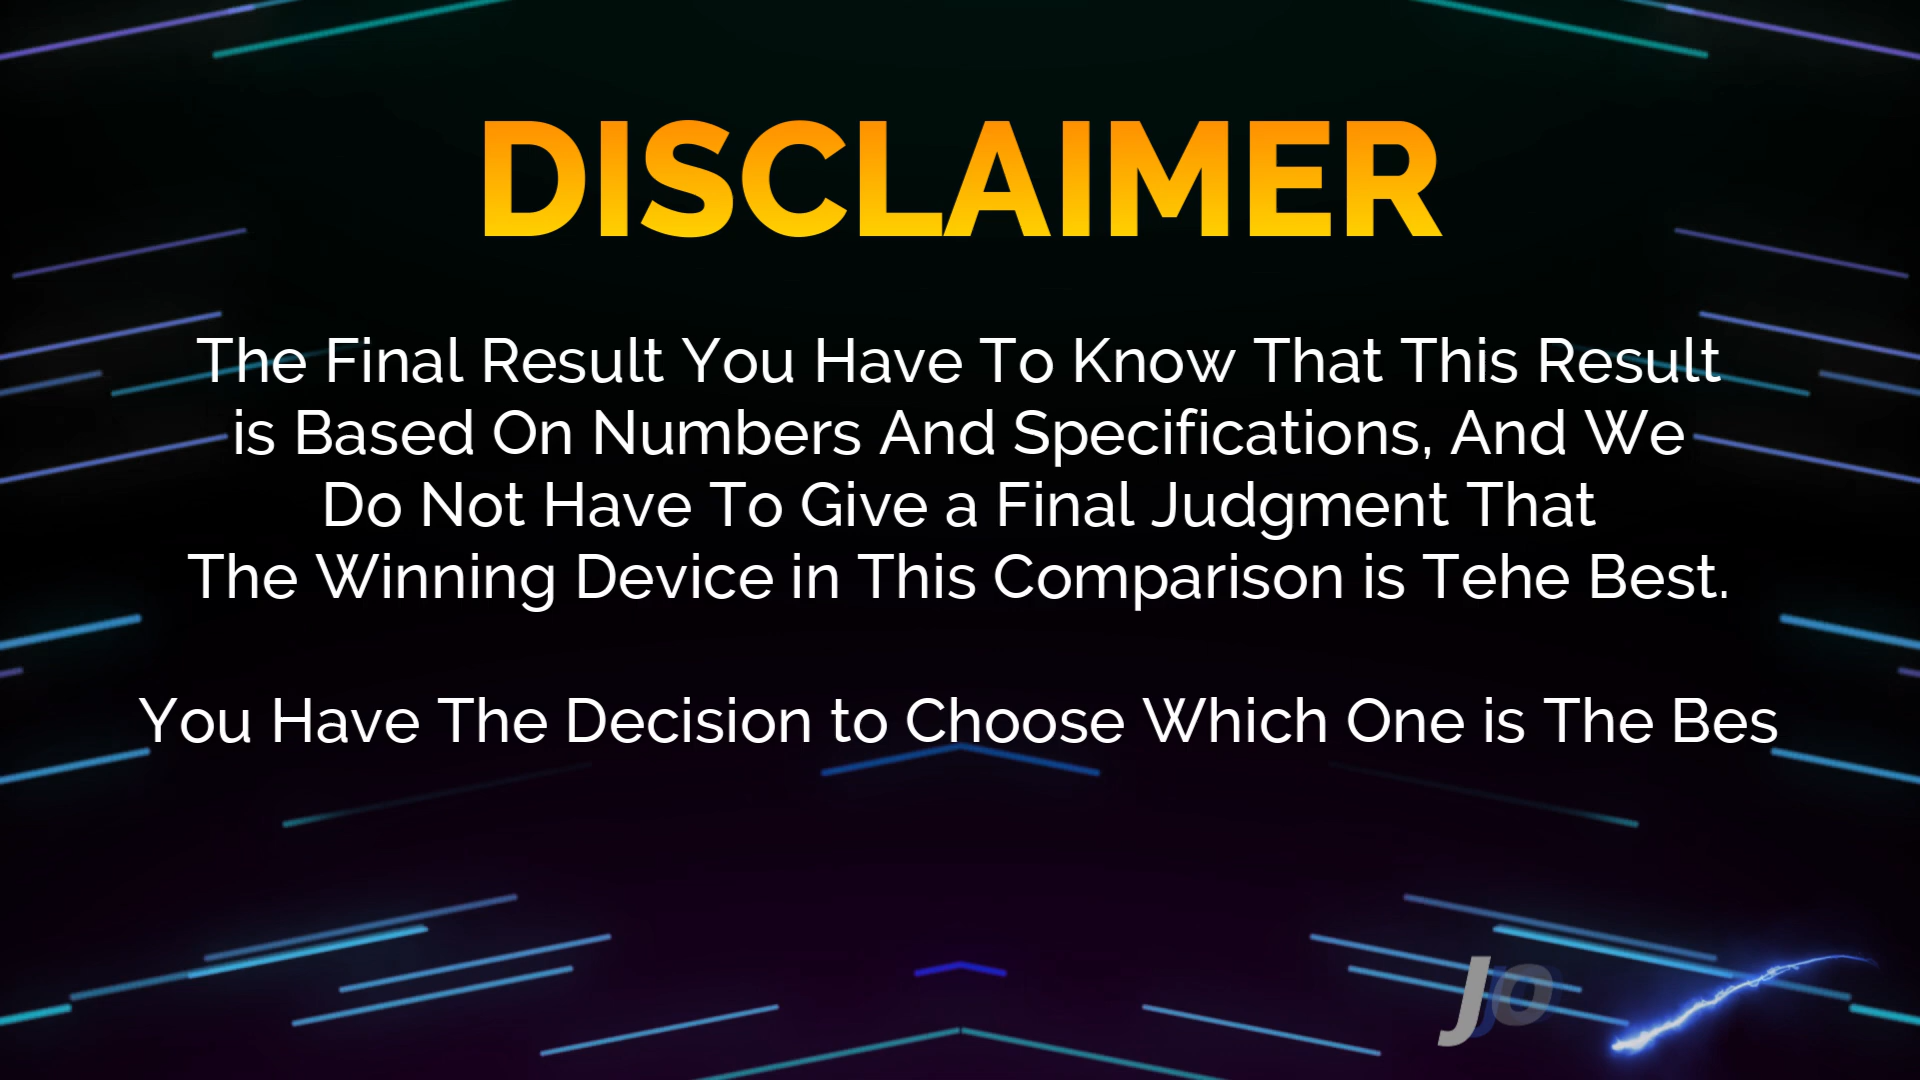 DISCLAIMER
The Final Result You Have To Know That This Result
is Based On Numbers And Specifications, And We
Do Not Have To Give a Final Judgment That
The Winning Device in This Comparison is Tehe Best.
You Have The Decision to Choose Which One is The Bes